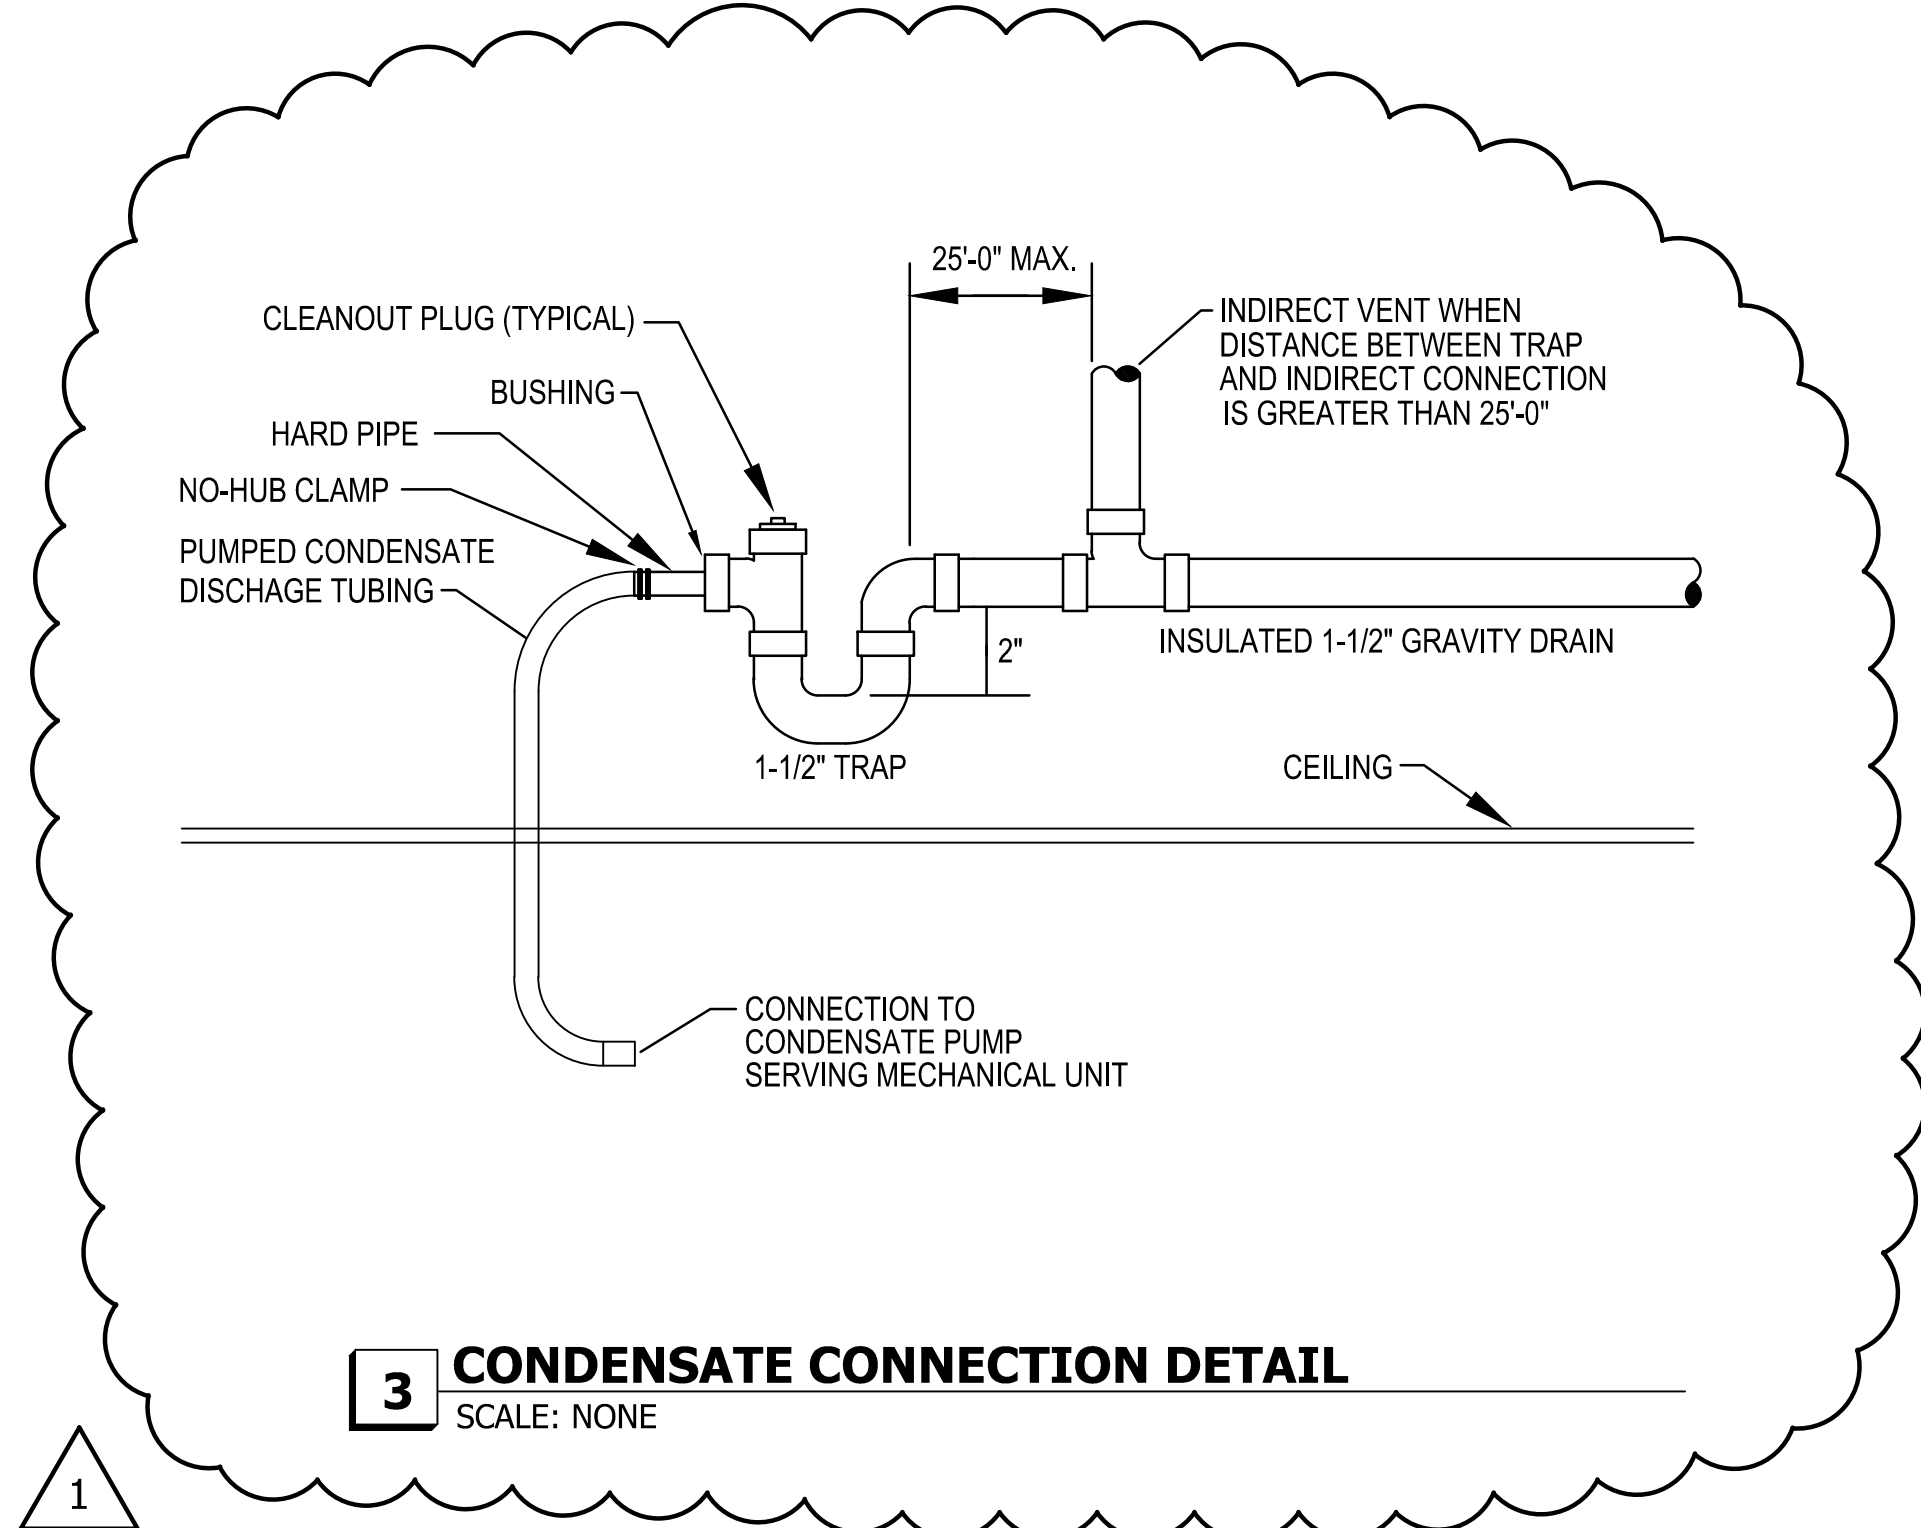 25'-0" MAX.
CLEANOUT PLUG (TYPICAL)
INDIRECT VENT WHEN
DISTANCE BETWEEN TRAP
AND INDIRECT CONNECTION
IS GREATER THAN 25'-0"
BUSHING
HARD PIPE
NO-HUB CLAMP
PUMPED CONDENSATE
DISCHAGE TUBING
2"
INSULATED 1-1/2" GRAVITY DRAIN
1-1/2" TRAP
CEILING
CONNECTION TO
CONDENSATE PUMP
SERVING MECHANICAL UNIT
3
CONDENSATE CONNECTION DETAIL
SCALE: NONE
1